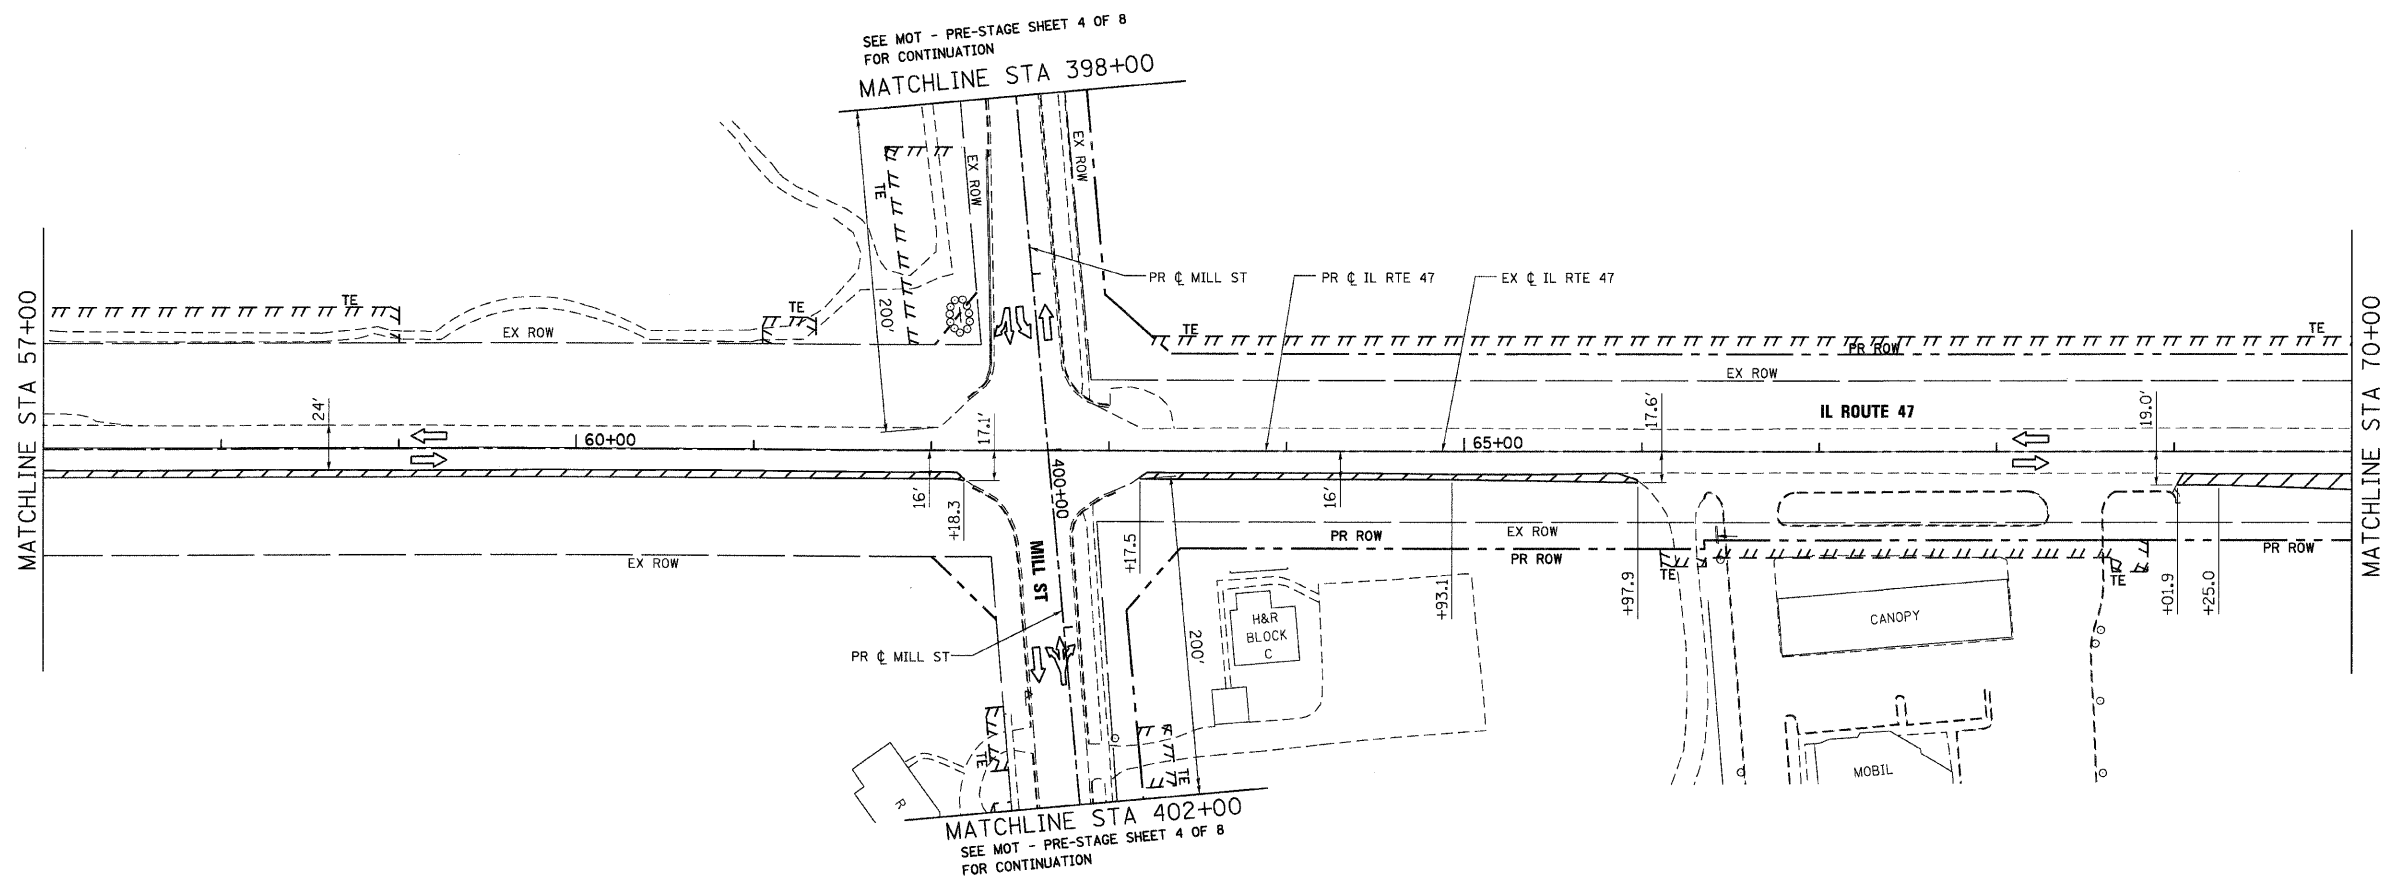 SEE MOT - PRE-STAGE SHEET 4 OF 8
FOR CONTINUATION
MATCHLINE STA 398+00
EX ROW
EX ROW
TE
200'
PR ℄ MILL ST
PR ℄ IL RTE 47
EX ℄ IL RTE 47
MATCHLINE STA 57+00
TE
TE
EX ROW
TE
TE
PR ROW
EX ROW
MATCHLINE STA 70+00
24'
17.1'
17.6'
19.0'
IL ROUTE 47
60+00
65+00
400+00
16'
+18.3
16'
+17.5
+93.1
+97.9
+01.9
+25.0
EX ROW
MILL ST
PR ROW
EX ROW
PR ROW
PR ROW
TE
TE
H&R
BLOCK
C
CANOPY
PR ℄ MILL ST
200'
TE
TE
R
MOBIL
MATCHLINE STA 402+00
SEE MOT - PRE-STAGE SHEET 4 OF 8
FOR CONTINUATION